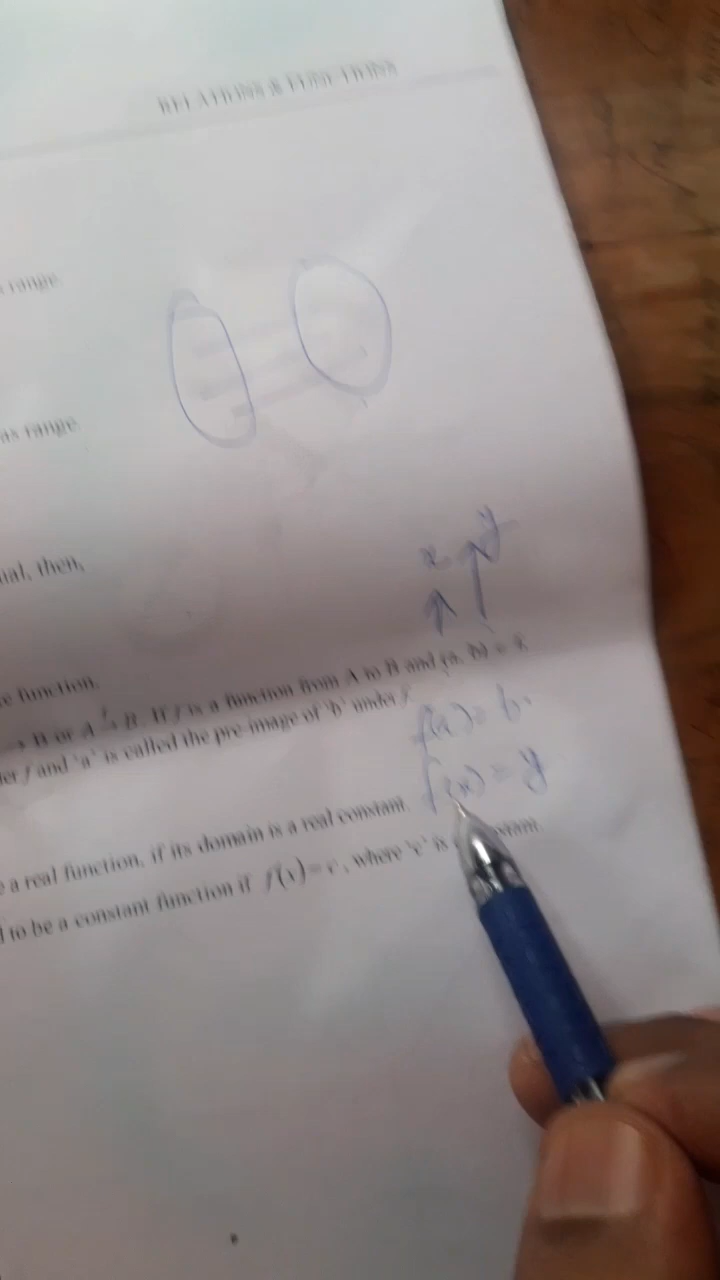 RELATIONS & FUNCTIONS
range
as range
ual, then,
x y
e function.
→ B or A f→ B. If f is a function from A to B and (a, b) = f,
er f and 'a' is called the pre-image of 'b' under f.
f(a) = b.
f(x) = y
e a real function, if its domain is a real constant.
d to be a constant function if f(x) = c, where 'c' is constant.